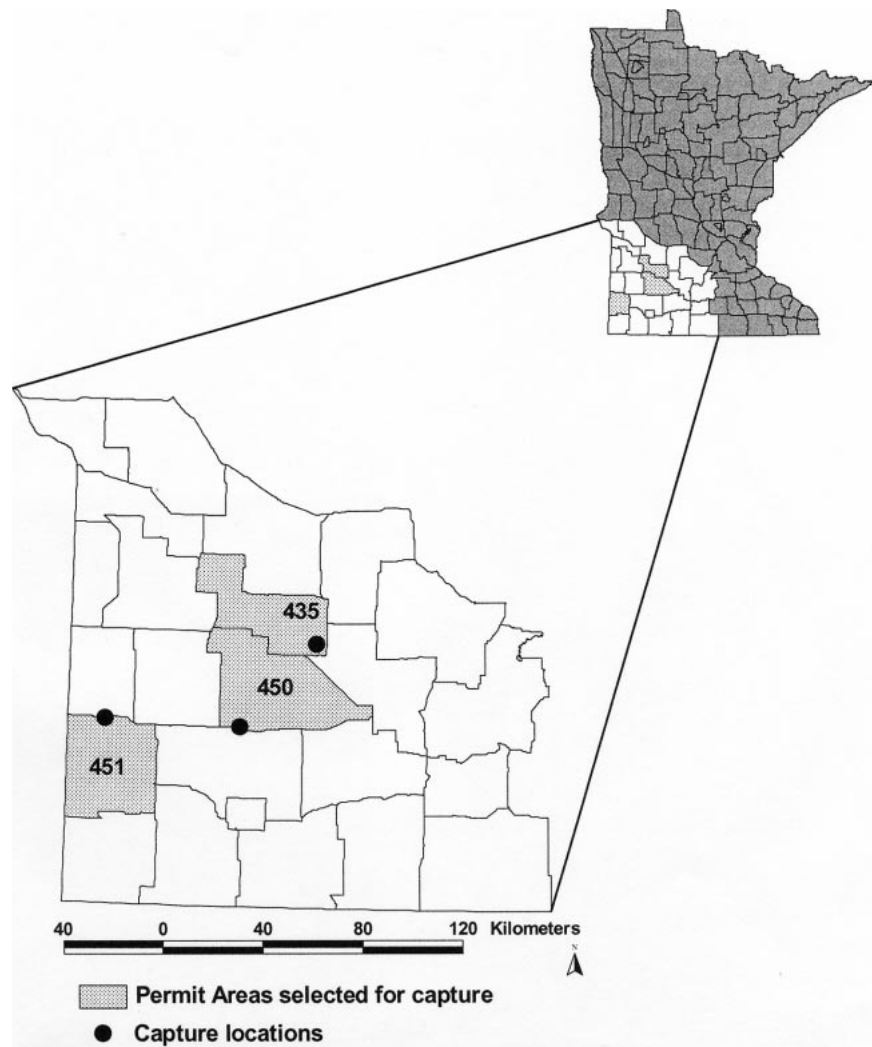 435
450
451
40 0 40 80 120 Kilometers
N
Permit Areas selected for capture
Capture locations